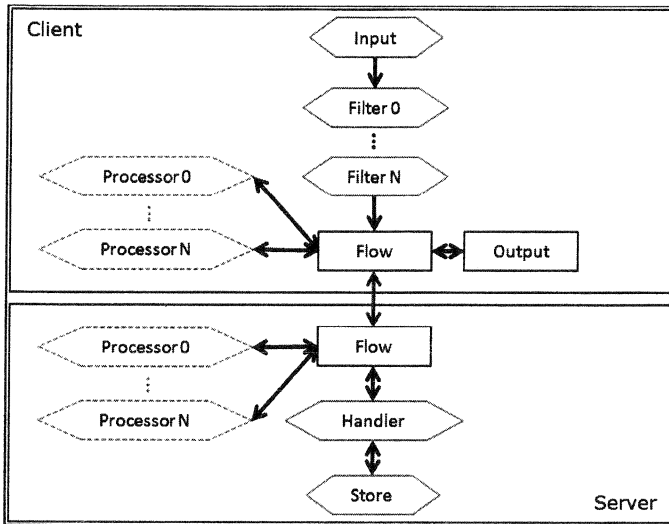 Client
Input
Filter 0
⋮
Filter N
Processor 0
⋮
Processor N
Flow
Output
Processor 0
⋮
Processor N
Flow
Handler
Store
Server